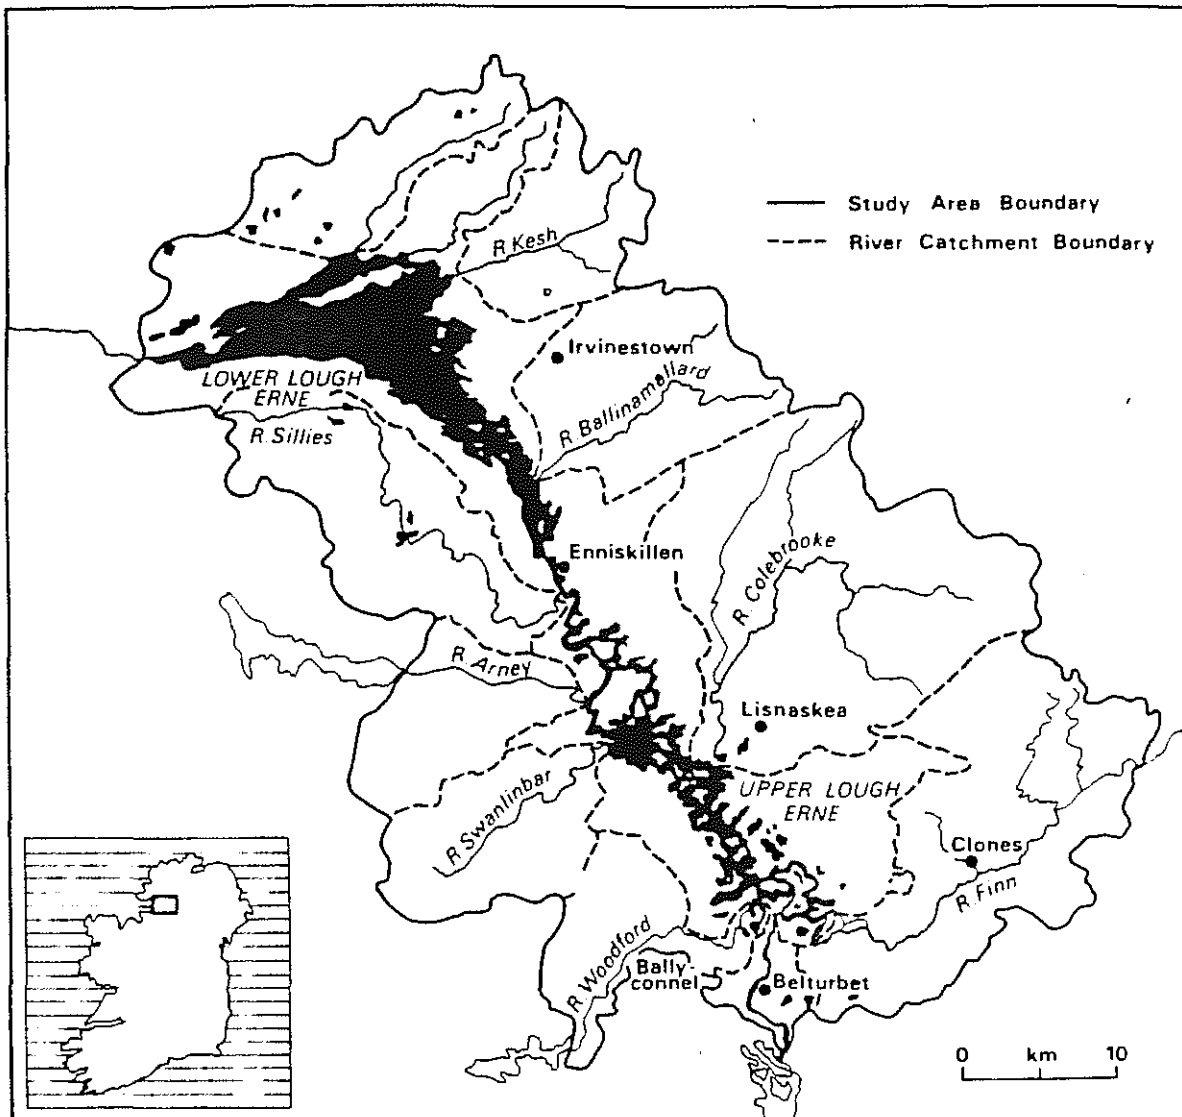 Study Area Boundary
River Catchment Boundary
R. Kesh
Irvinestown
LOWER LOUGH
ERNE
R. Ballinamallard
R. Sillies
Enniskillen
R. Colebrooke
R. Arney
Lisnaskea
R. Swanlinbar
UPPER LOUGH
ERNE
Clones
R. Finn
R. Woodford
Bally-
connel
Belturbet
0 km 10